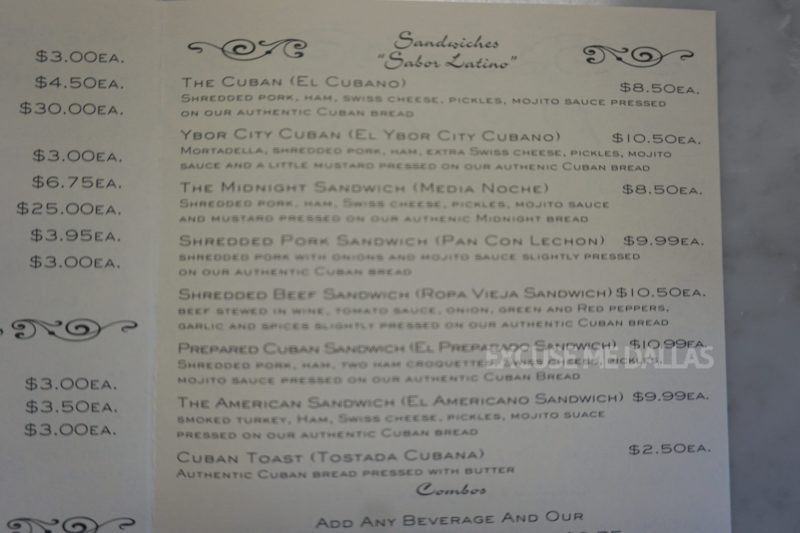 $3.00EA.
$4.50EA.
$30.00EA.
$3.00EA.
$6.75EA.
$25.00EA.
$3.95EA.
$3.00EA.
$3.00EA.
$3.50EA.
$3.00EA.
Sandwiches
"Sabor Latino"
THE CUBAN (EL CUBANO) $8.50EA.
SHREDDED PORK, HAM, SWISS CHEESE, PICKLES, MOJITO SAUCE PRESSED
ON OUR AUTHENTIC CUBAN BREAD
YBOR CITY CUBAN (EL YBOR CITY CUBANO) $10.50EA.
MORTADELLA, SHREDDED PORK, HAM, EXTRA SWISS CHEESE, PICKLES, MOJITO
SAUCE AND A LITTLE MUSTARD PRESSED ON OUR AUTHENIC CUBAN BREAD
THE MIDNIGHT SANDWICH (MEDIA NOCHE) $8.50EA.
SHREDDED PORK, HAM, SWISS CHEESE, PICKLES, MOJITO SAUCE
AND MUSTARD PRESSED ON OUR AUTHENIC MIDNIGHT BREAD
SHREDDED PORK SANDWICH (PAN CON LECHON) $9.99EA.
SHREDDED PORK WITH ONIONS AND MOJITO SAUCE SLIGHTLY PRESSED
ON OUR AUTHENTIC CUBAN BREAD
SHREDDED BEEF SANDWICH (ROPA VIEJA SANDWICH) $10.50EA.
BEEF STEWED IN WINE, TOMATO SAUCE, ONION, GREEN AND RED PEPPERS,
GARLIC AND SPICES SLIGHTLY PRESSED ON OUR AUTHENTIC CUBAN BREAD
PREPARED CUBAN SANDWICH (EL PREPARADO SANDWICH) $10.99EA.
EXCUSE ME DALLAS
SHREDDED PORK, HAM, TWO HAM CROQUETTES, SWISS CHEESE, PICKLES,
MOJITO SAUCE PRESSED ON OUR AUTHENTIC CUBAN BREAD
THE AMERICAN SANDWICH (EL AMERICANO SANDWICH) $9.99EA.
SMOKED TURKEY, HAM, SWISS CHEESE, PICKLES, MOJITO SUACE
PRESSED ON OUR AUTHENTIC CUBAN BREAD
CUBAN TOAST (TOSTADA CUBANA) $2.50EA.
AUTHENTIC CUBAN BREAD PRESSED WITH BUTTER
Combos
ADD ANY BEVERAGE AND OUR